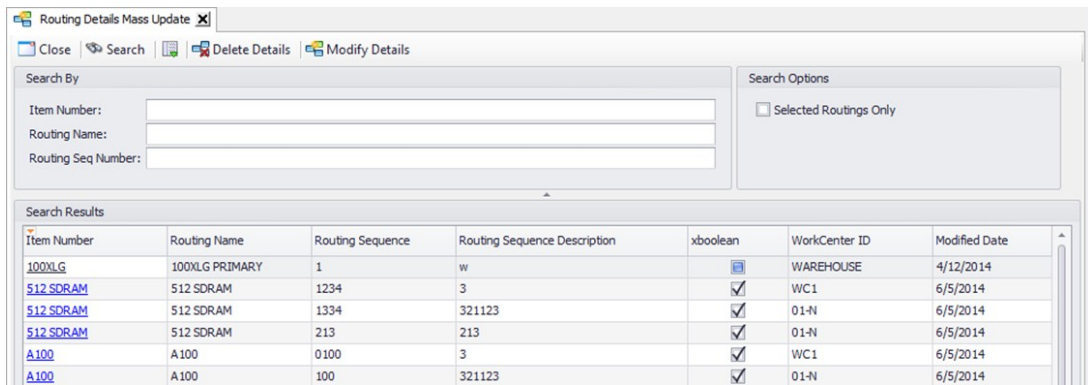 Routing Details Mass Update X
Close Search Delete Details Modify Details
Search By Search Options
Item Number: Selected Routings Only
Routing Name:
Routing Seq Number:
Search Results
Item Number Routing Name Routing Sequence Routing Sequence Description xboolean WorkCenter ID Modified Date
100XLG 100XLG PRIMARY 1 w WAREHOUSE 4/12/2014
512 SDRAM 512 SDRAM 1234 3 WC1 6/5/2014
512 SDRAM 512 SDRAM 1334 321123 01-N 6/5/2014
512 SDRAM 512 SDRAM 213 213 01-N 6/5/2014
A100 A100 0100 3 WC1 6/5/2014
A100 A100 100 321123 01-N 6/5/2014